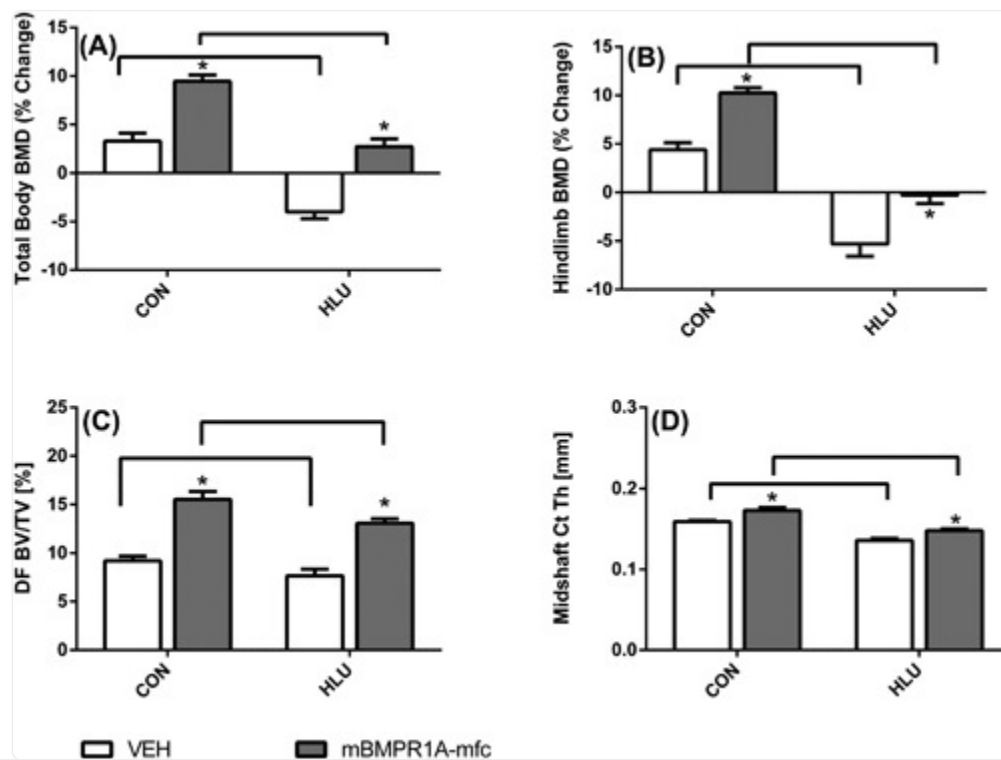 (A)
Total Body BMD (% Change)
15
10
5
0
-5
-10
*
*
CON
HLU
(B)
Hindlimb BMD (% Change)
15
10
5
0
-5
-10
*
*
CON
HLU
(C)
DF BV/TV [%]
25
20
15
10
5
0
*
*
CON
HLU
(D)
Midshaft Ct Th [mm]
0.3
0.2
0.1
0.0
*
*
CON
HLU
VEH
mBMPR1A-mfc